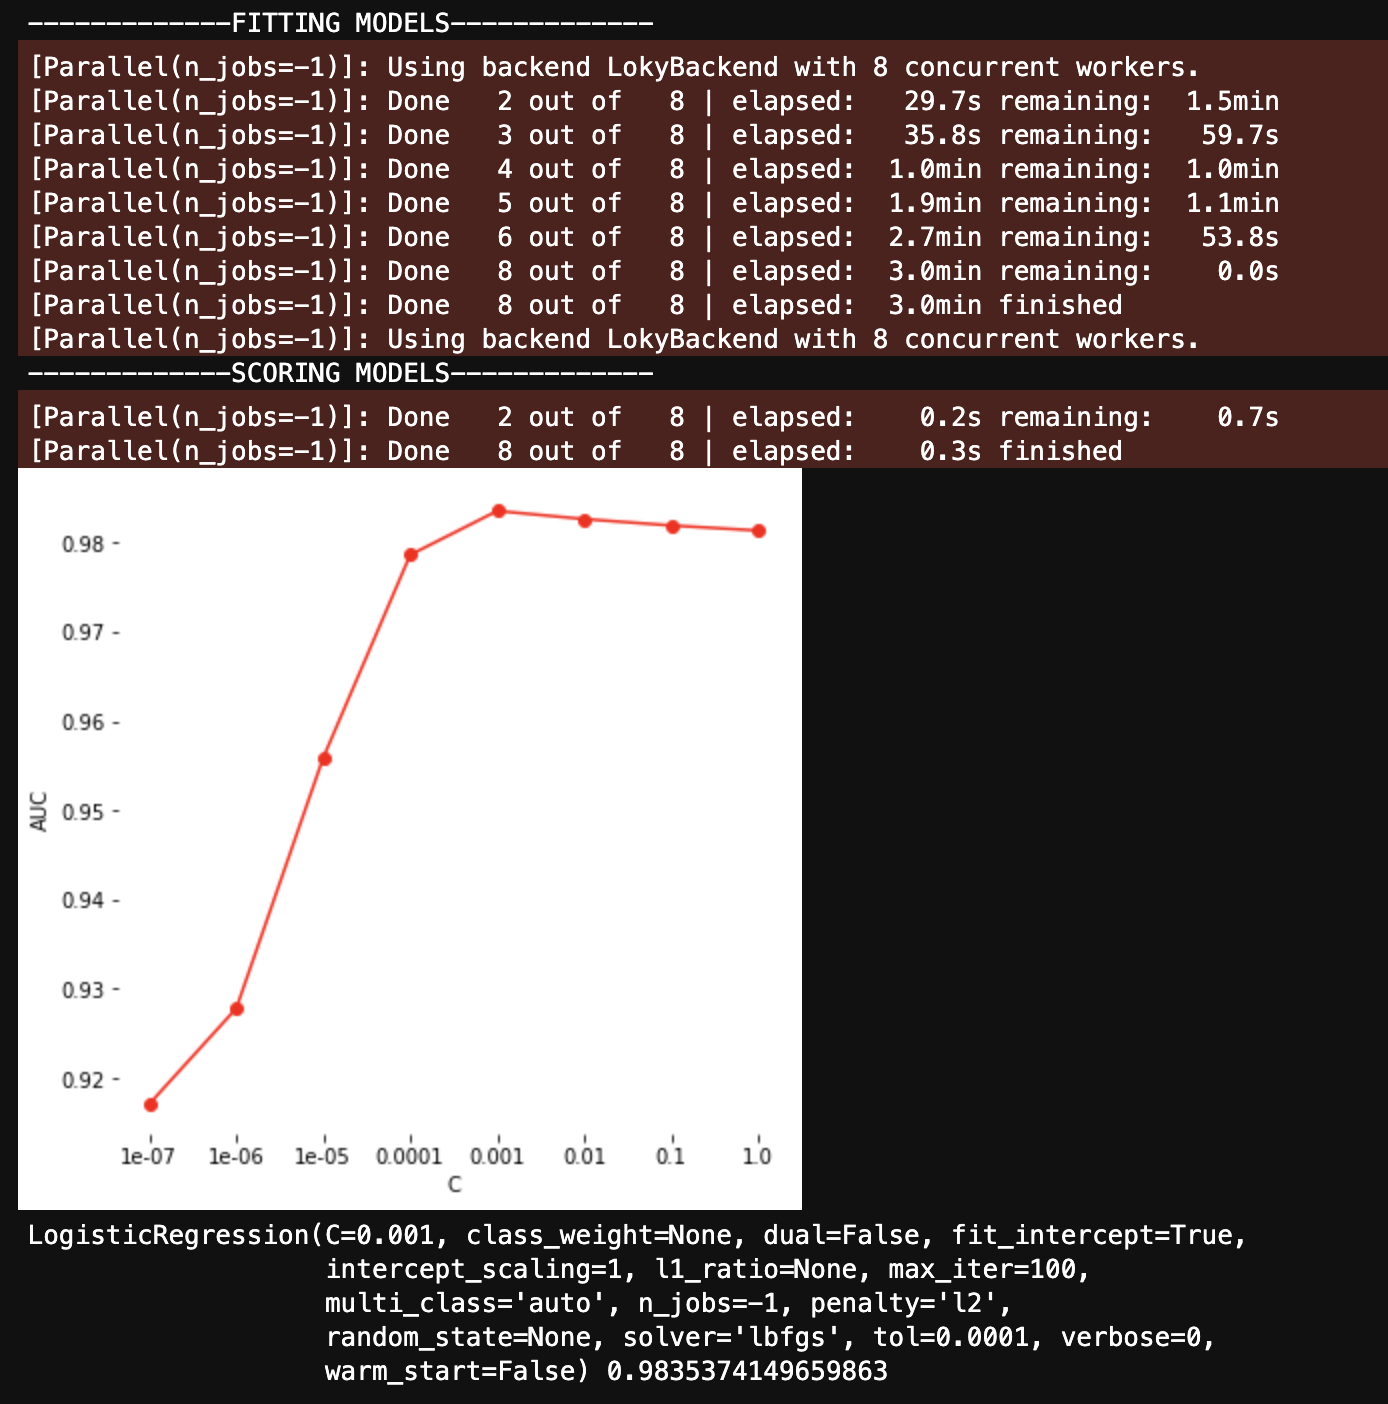 -------------FITTING MODELS-------------
[Parallel(n_jobs=-1)]: Using backend LokyBackend with 8 concurrent workers.
[Parallel(n_jobs=-1)]: Done   2 out of   8 | elapsed:   29.7s remaining:  1.5min
[Parallel(n_jobs=-1)]: Done   3 out of   8 | elapsed:   35.8s remaining:   59.7s
[Parallel(n_jobs=-1)]: Done   4 out of   8 | elapsed:  1.0min remaining:  1.0min
[Parallel(n_jobs=-1)]: Done   5 out of   8 | elapsed:  1.9min remaining:  1.1min
[Parallel(n_jobs=-1)]: Done   6 out of   8 | elapsed:  2.7min remaining:   53.8s
[Parallel(n_jobs=-1)]: Done   8 out of   8 | elapsed:  3.0min remaining:    0.0s
[Parallel(n_jobs=-1)]: Done   8 out of   8 | elapsed:  3.0min finished
[Parallel(n_jobs=-1)]: Using backend LokyBackend with 8 concurrent workers.
-------------SCORING MODELS-------------
[Parallel(n_jobs=-1)]: Done   2 out of   8 | elapsed:    0.2s remaining:    0.7s
[Parallel(n_jobs=-1)]: Done   8 out of   8 | elapsed:    0.3s finished
0.98
0.97
0.96
0.95
0.94
0.93
0.92
AUC
1e-07 1e-06 1e-05 0.0001 0.001 0.01 0.1 1.0
C
LogisticRegression(C=0.001, class_weight=None, dual=False, fit_intercept=True,
                   intercept_scaling=1, l1_ratio=None, max_iter=100,
                   multi_class='auto', n_jobs=-1, penalty='l2',
                   random_state=None, solver='lbfgs', tol=0.0001, verbose=0,
                   warm_start=False) 0.9835374149659863